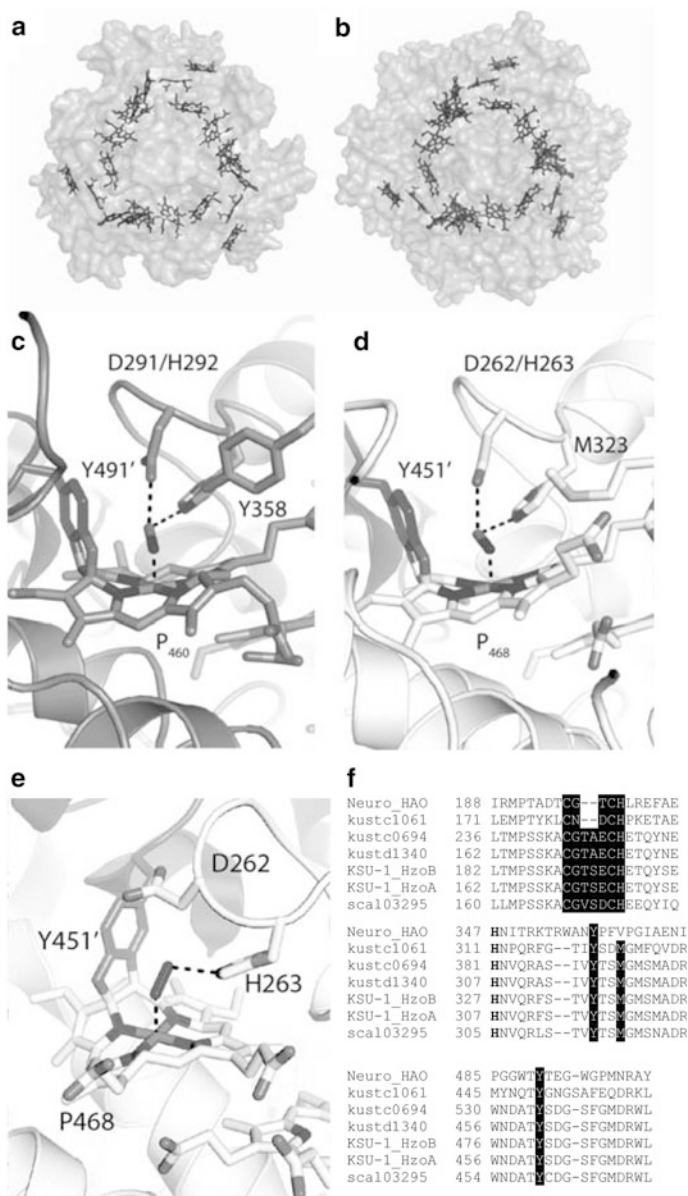 a
b
c
d
D291/H292
D262/H263
M323
Y491'
Y451'
Y358
P460
P468
e
f
D262
Y451'
H263
P468
Neuro_HAO 188 IRMPTADTCG--TCHLREFAE
kustc1061 171 LEMPTYKLCN--DCHPKETAE
kustc0694 236 LTMPSSKACGTAECHETQYNE
kustd1340 162 LTMPSSKACGTAECHETQYNE
KSU-1_HzoB 182 LTMPSSKACGTSECHETQYNE
KSU-1_HzoA 162 LTMPSSKACGTSECHETQYNE
scal03295 160 LLMPSSKACGVSDCHEEQYIQ
Neuro_HAO 347 HNITRKTRWANYPFVPGIAENI
kustc1061 311 HNPQRFG--TIYSDMGMFQVDR
kustc0694 381 HNVQRAS--IVYTSMGMSMADR
kustd1340 307 HNVQRAS--IVYTSMGMSMADR
KSU-1_HzoB 327 HNVQRFS--TVYTSMGMSMADR
KSU-1_HzoA 307 HNVQRFS--TVYTSMGMSMADR
scal03295 305 HNVQRLS--TVYTSMGMSNADR
Neuro_HAO 485 PGGWTYTEG-WGPMNRAY
kustc1061 445 MYNQTYGNGSAFEQDRKL
kustc0694 530 WNDATYSDG-SFGMDRWL
kustd1340 456 WNDATYSDG-SFGMDRWL
KSU-1_HzoB 476 WNDATYSDG-SFGMDRWL
KSU-1_HzoA 456 WNDATYSDG-SFGMDRWL
scal03295 454 WNDATYCDG-SFGMDRWL